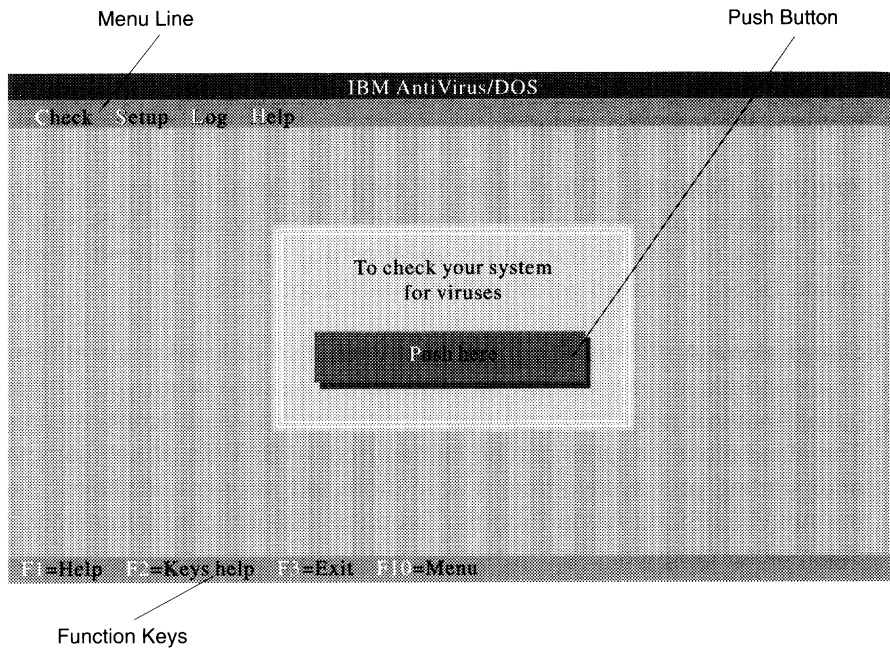 Menu Line
Push Button
IBM AntiVirus/DOS
Check Setup Log Help
To check your system
for viruses
Push here
F1=Help F2=Keys help F3=Exit F10=Menu
Function Keys